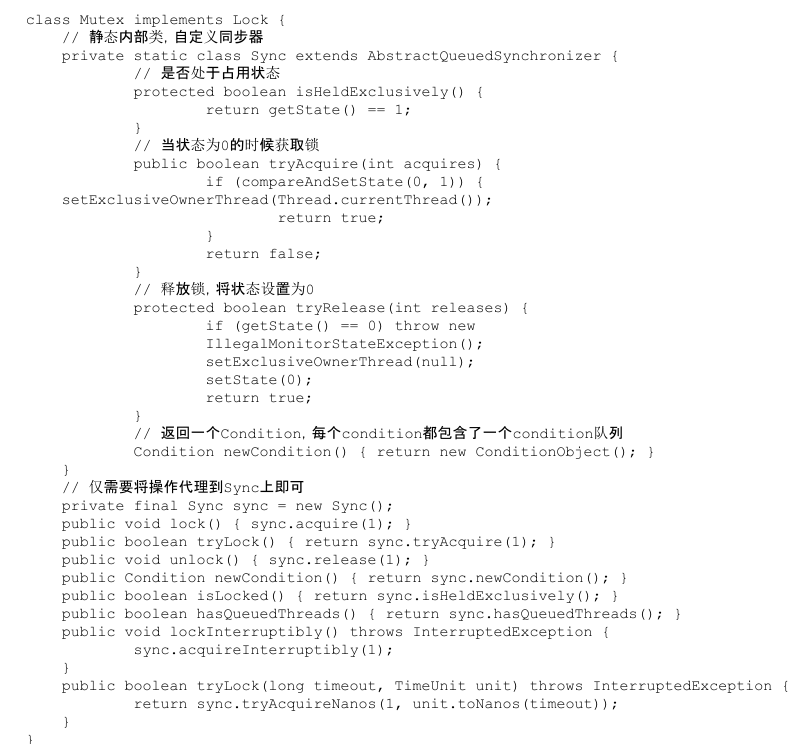 class Mutex implements Lock {
// 静态内部类，自定义同步器
private static class Sync extends AbstractQueuedSynchronizer {
// 是否处于占用状态
protected boolean isHeldExclusively() {
return getState() == 1;
}
// 当状态为0的时候获取锁
public boolean tryAcquire(int acquires) {
if (compareAndSetState(0, 1)) {
setExclusiveOwnerThread(Thread.currentThread());
return true;
}
return false;
}
// 释放锁，将状态设置为0
protected boolean tryRelease(int releases) {
if (getState() == 0) throw new
IllegalMonitorStateException();
setExclusiveOwnerThread(null);
setState(0);
return true;
}
// 返回一个Condition，每个condition都包含了一个condition队列
Condition newCondition() { return new ConditionObject(); }
}
// 仅需要将操作代理到Sync上即可
private final Sync sync = new Sync();
public void lock() { sync.acquire(1); }
public boolean tryLock() { return sync.tryAcquire(1); }
public void unlock() { sync.release(1); }
public Condition newCondition() { return sync.newCondition(); }
public boolean isLocked() { return sync.isHeldExclusively(); }
public boolean hasQueuedThreads() { return sync.hasQueuedThreads(); }
public void lockInterruptibly() throws InterruptedException {
sync.acquireInterruptibly(1);
}
public boolean tryLock(long timeout, TimeUnit unit) throws InterruptedException {
return sync.tryAcquireNanos(1, unit.toNanos(timeout));
}
}